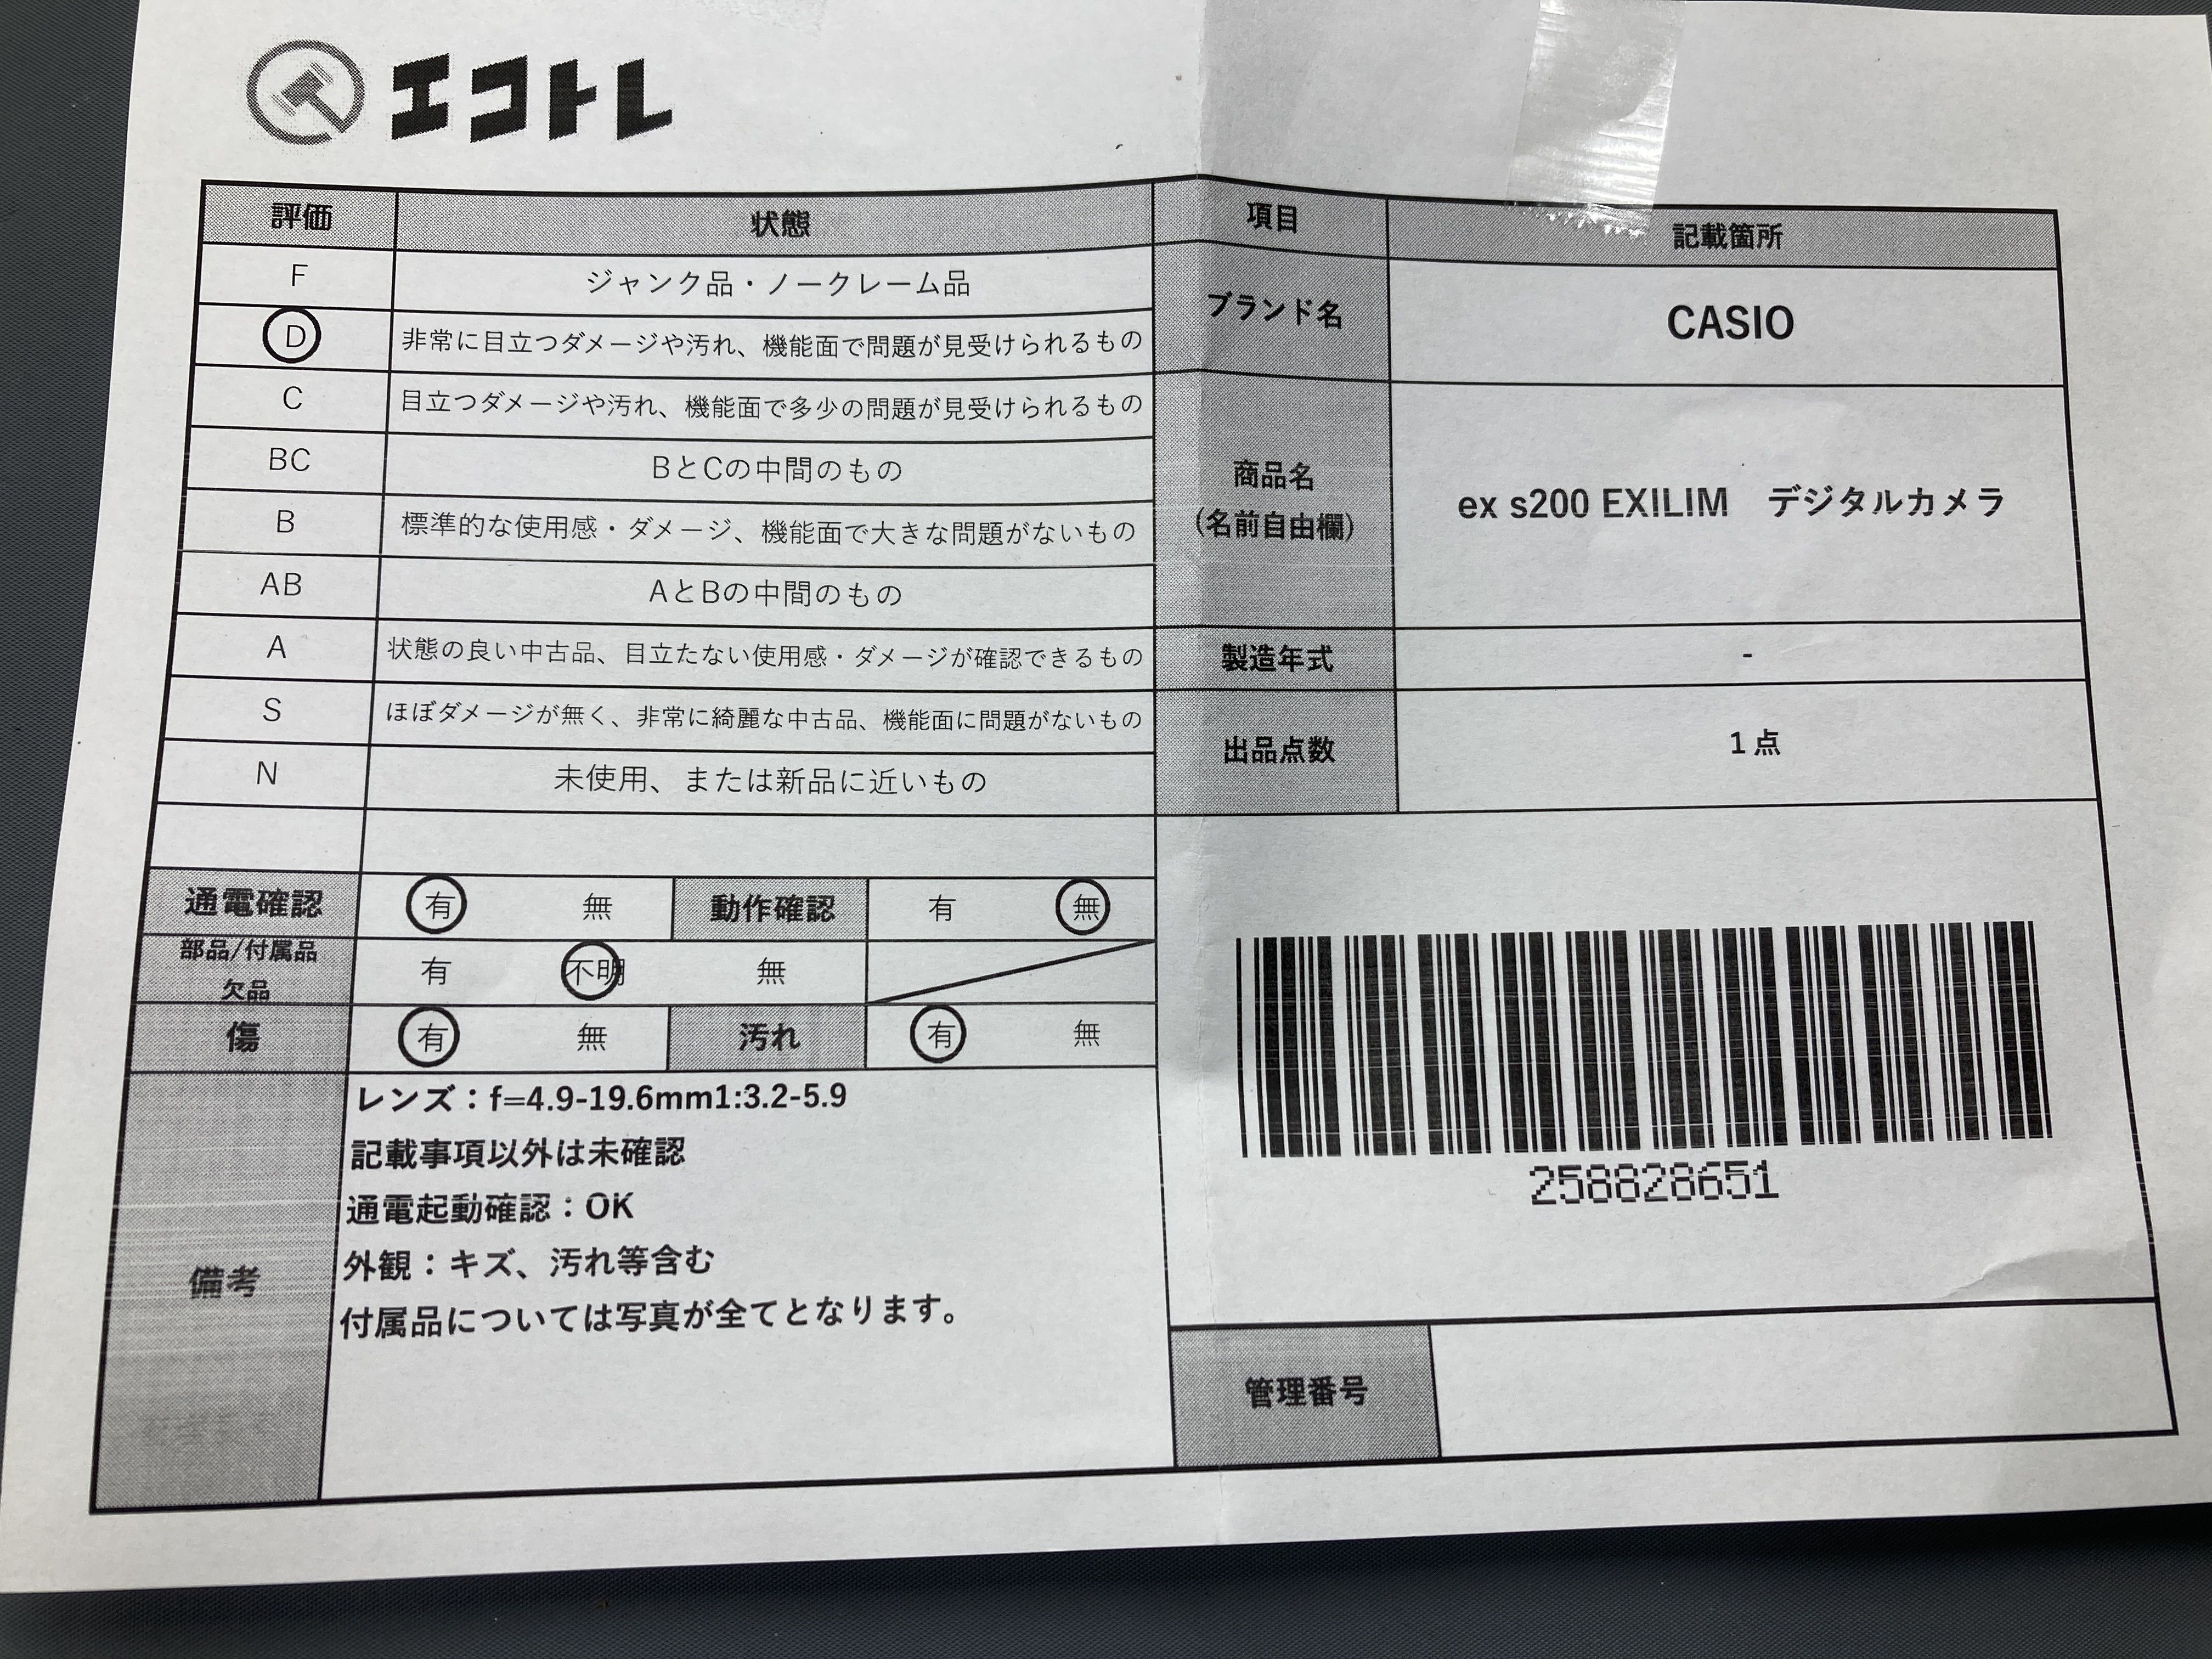 エコトレ
評価 状態
F ジャンク品・ノークレーム品
D 非常に目立つダメージや汚れ、機能面で問題が見受けられるもの
C 目立つダメージや汚れ、機能面で多少の問題が見受けられるもの
BC BとCの中間のもの
B 標準的な使用感・ダメージ、機能面で大きな問題がないもの
AB AとBの中間のもの
A 状態の良い中古品、目立たない使用感・ダメージが確認できるもの
S ほぼダメージが無く、非常に綺麗な中古品、機能面に問題がないもの
N 未使用、または新品に近いもの
通電確認 有 無 動作確認 有 無
部品/付属品
欠品 有 不明 無
傷 有 無 汚れ 有 無
備考
レンズ：f=4.9-19.6mm1:3.2-5.9
記載事項以外は未確認
通電起動確認：OK
外観：キズ、汚れ等含む
付属品については写真が全てとなります。
項目 記載箇所
ブランド名 CASIO
商品名
(名前自由欄) ex s200 EXILIM　デジタルカメラ
製造年式 -
出品点数 1 点
258828651
管理番号